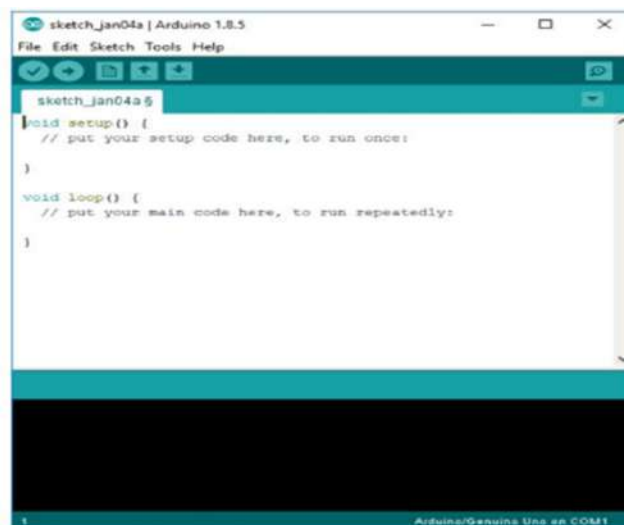 sketch_jan04a | Arduino 1.8.5
File Edit Sketch Tools Help
sketch_jan04a §
void setup() {
// put your setup code here, to run once:
}
void loop() {
// put your main code here, to run repeatedly:
}
1
Arduino/Genuino Uno en COM1